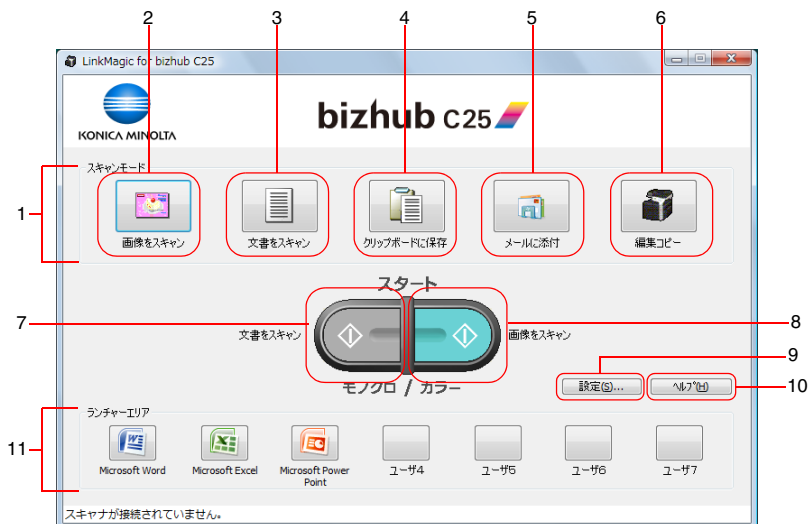 2 3 4 5 6
LinkMagic for bizhub C25
KONICA MINOLTA
bizhub C25
スキャンモード
1
画像をスキャン 文書をスキャン クリップボードに保存 メールに添付 編集コピー
スタート
7 文書をスキャン 画像をスキャン 8
モノクロ / カラー
9
設定(S)... ヘルプ(H) 10
ランチャーエリア
11
Microsoft Word Microsoft Excel Microsoft Power Point ユーザ4 ユーザ5 ユーザ6 ユーザ7
スキャナが接続されていません。